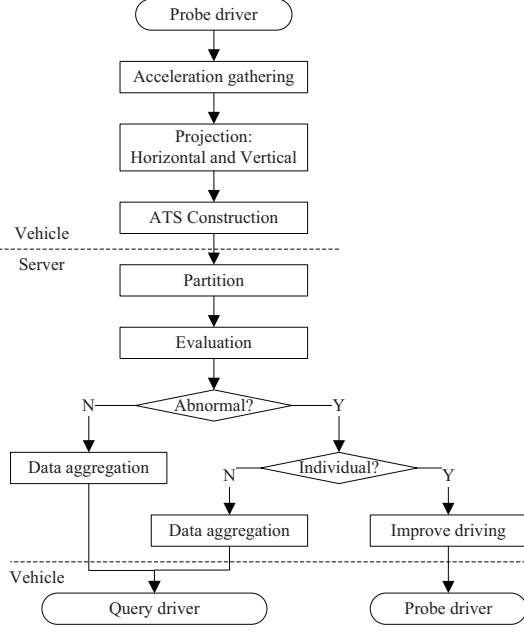 Probe driver
Acceleration gathering
Projection:
Horizontal and Vertical
ATS Construction
Vehicle
Server
Partition
Evaluation
N
Abnormal?
Y
Data aggregation
N
Individual?
Y
Data aggregation
Improve driving
Vehicle
Query driver
Probe driver